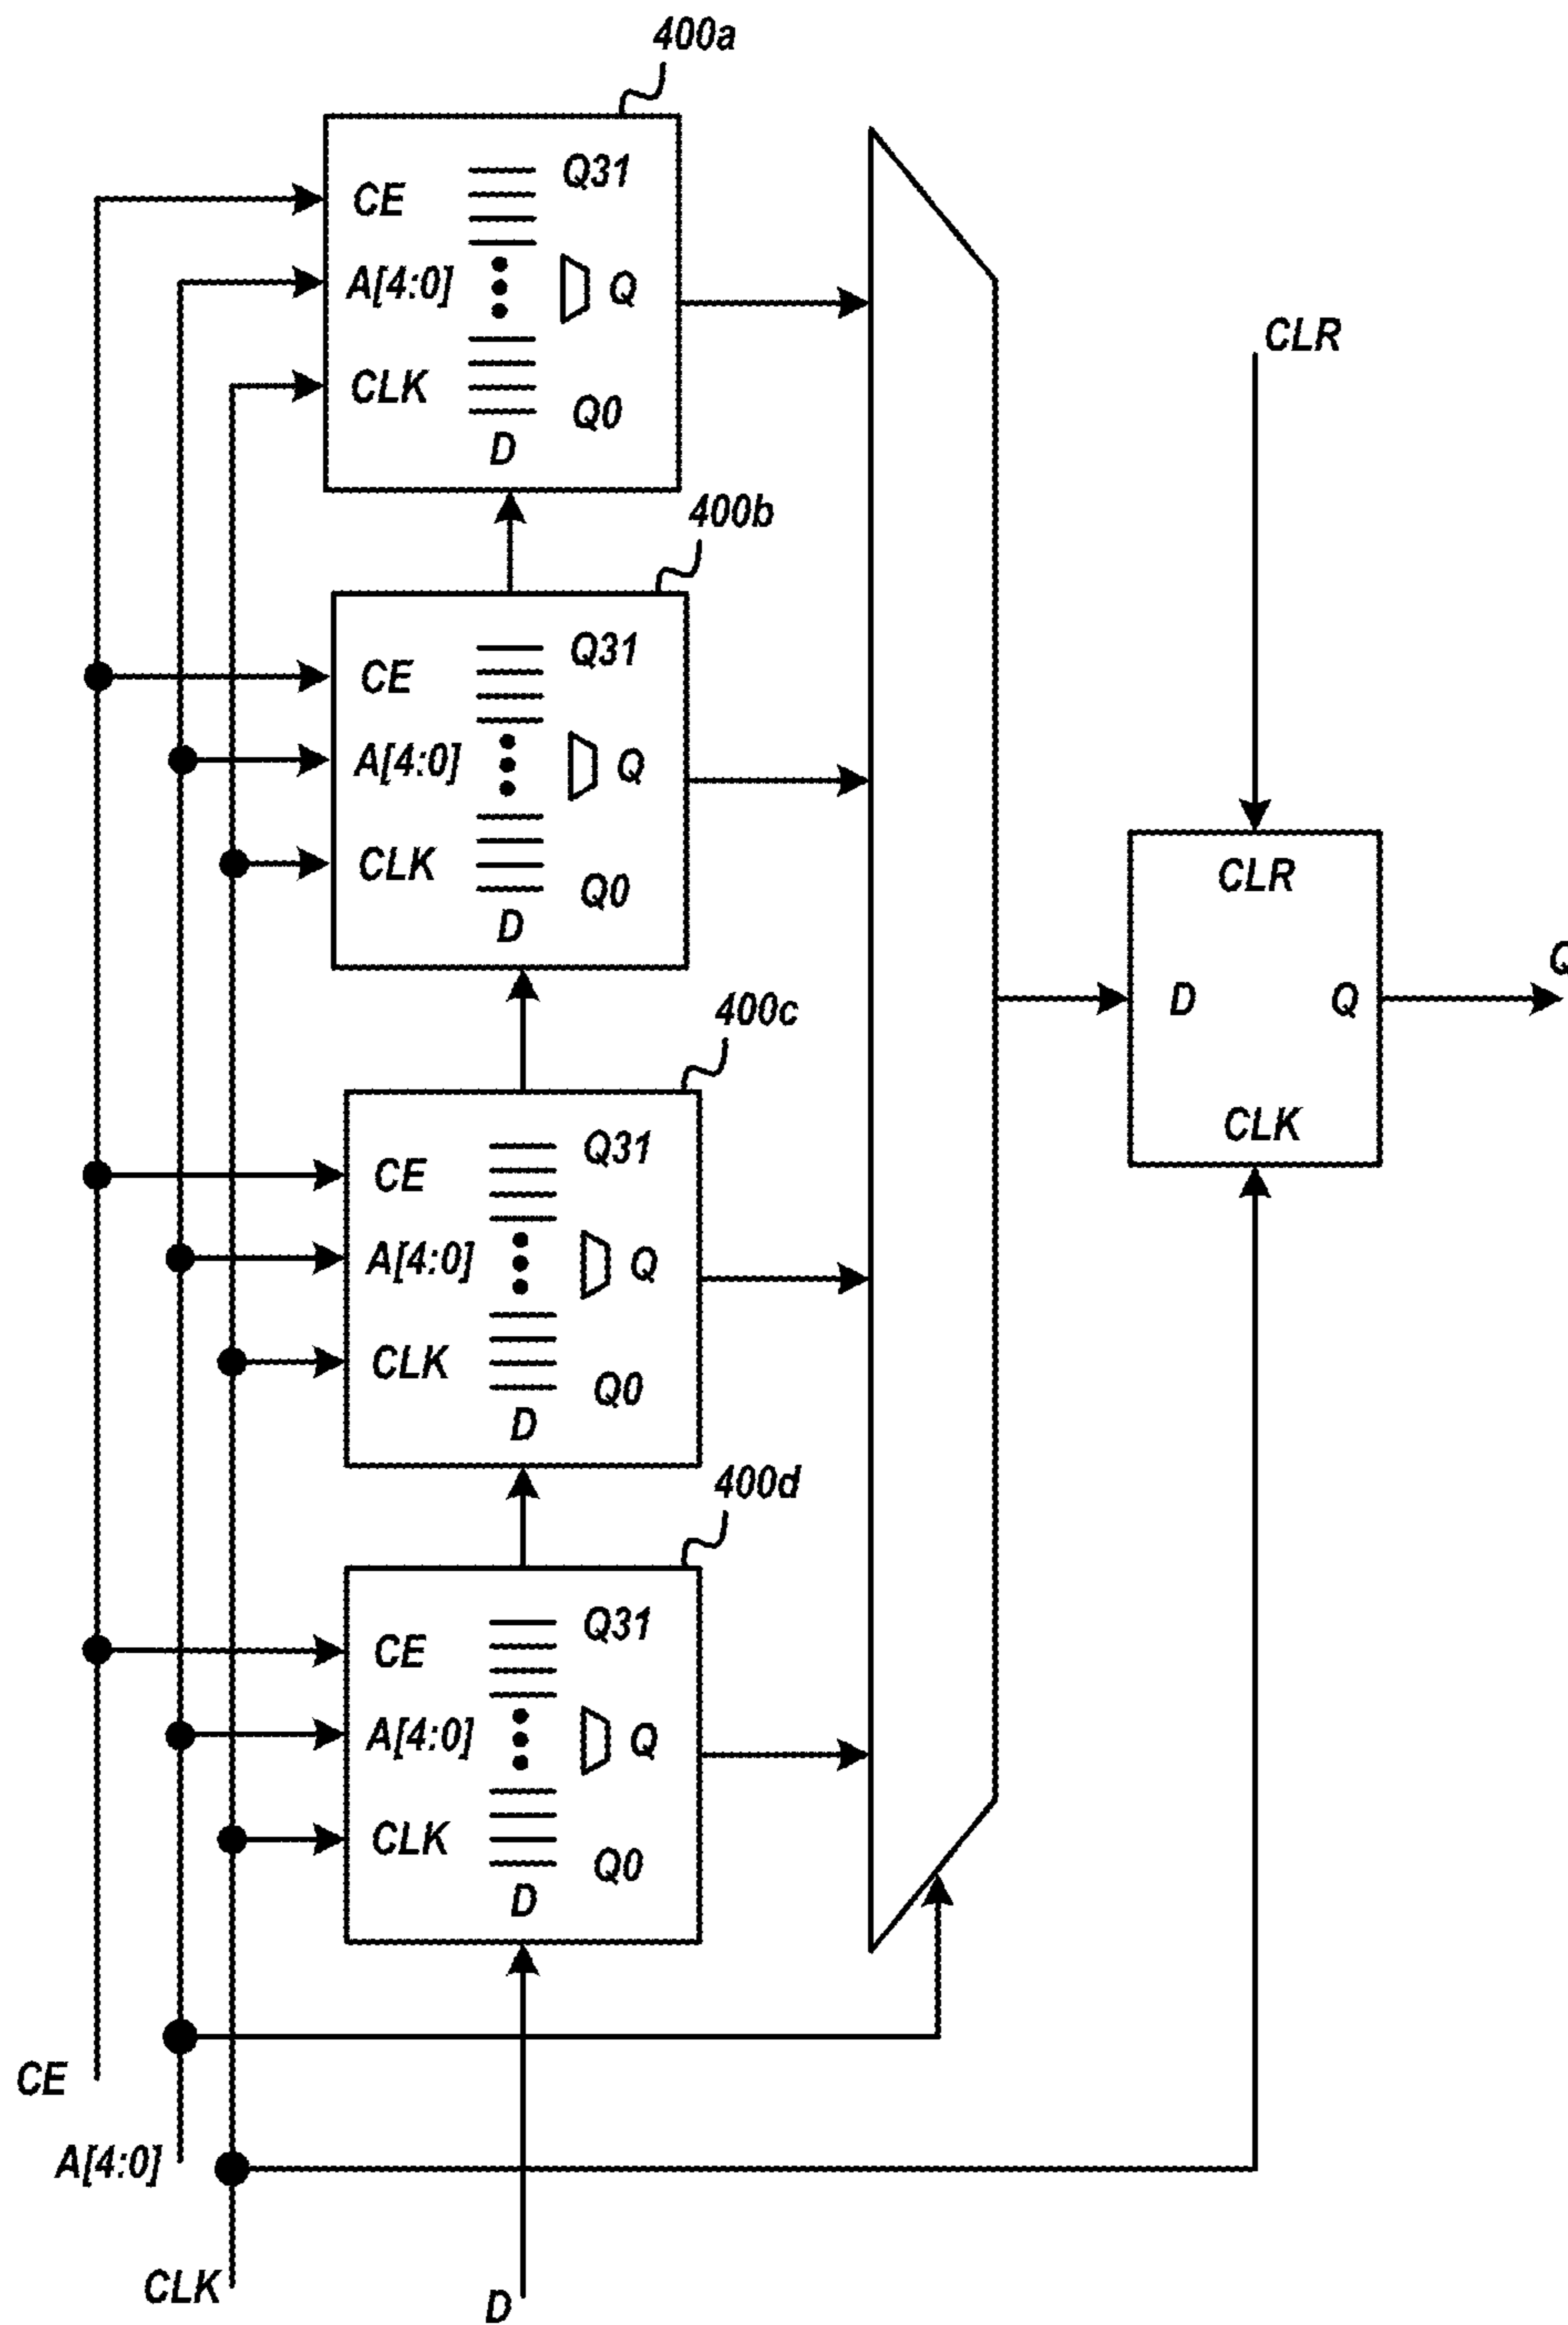 400a
CE
Q31
A[4:0]
Q
CLK
Q0
D
400b
CE
Q31
A[4:0]
Q
CLK
Q0
D
400c
CE
Q31
A[4:0]
Q
CLK
Q0
D
400d
CE
Q31
A[4:0]
Q
CLK
Q0
D
CLR
CLR
D
Q
CLK
Q
CE
A[4:0]
CLK
D